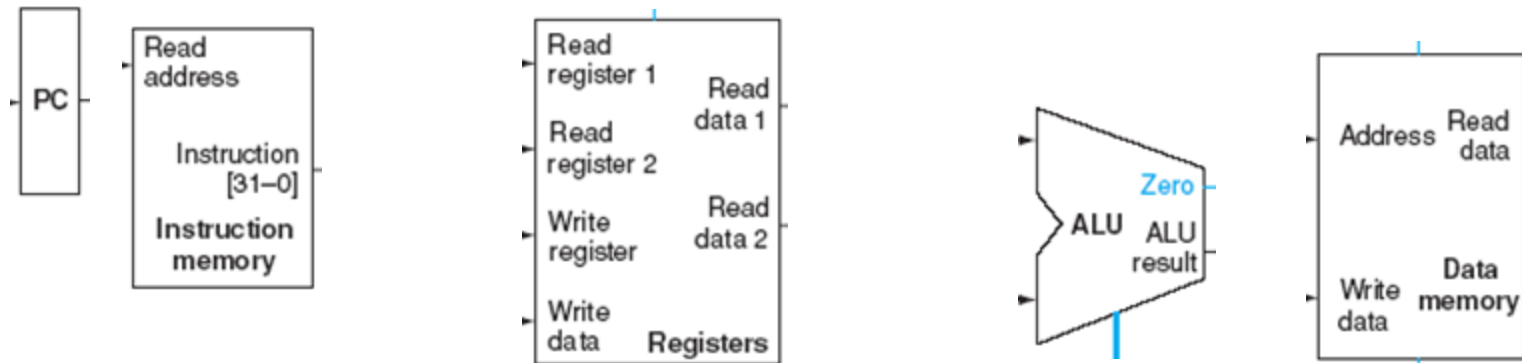 PC
Read
address
Instruction
[31–0]
Instruction
memory
Read
register 1
Read
register 2
Write
register
Write
data
Read
data 1
Read
data 2
Registers
Zero
ALU
ALU
result
Address
Read
data
Write
data
Data
memory